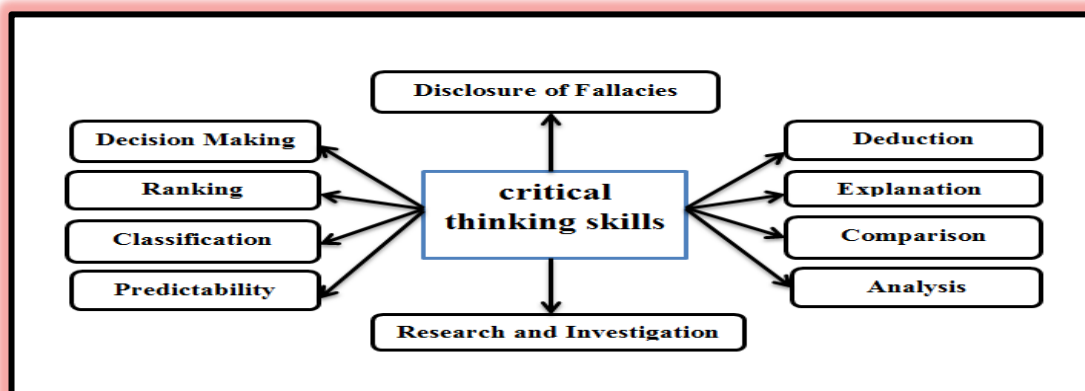 Disclosure of Fallacies
Decision Making
Ranking
Classification
Predictability
critical
thinking skills
Deduction
Explanation
Comparison
Analysis
Research and Investigation